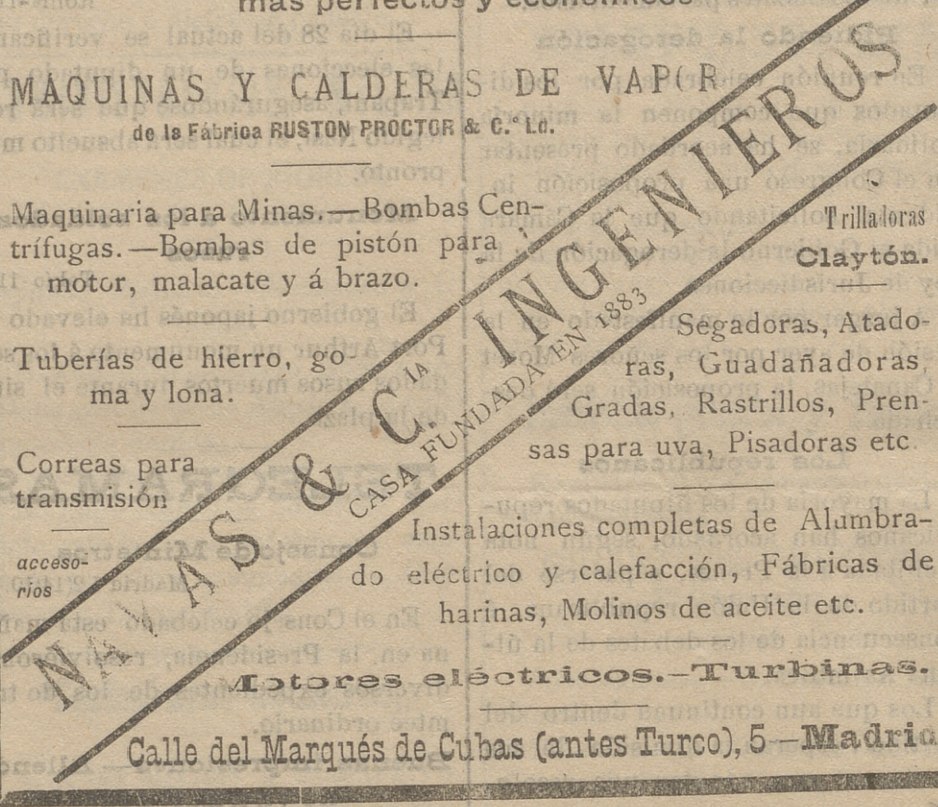 más perfectos y económicos
MAQUINAS Y CALDERAS DE VAPOR
de la Fábrica RUSTON PROCTOR & C.ª Ld.
Maquinaria para Minas.—Bombas Cen-
trífugas.—Bombas de pistón para
motor, malacate y á brazo.
Tuberías de hierro, go-
ma y lona.
Correas para
transmisión
acceso-
rios
NAVAS & C.IA INGENIEROS
CASA FUNDADA EN 1883
Trilladoras
Claytón.
Segadoras, Atado-
ras, Guadañadoras,
Gradas, Rastrillos, Pren-
sas para uva, Pisadoras etc.
Instalaciones completas de Alumbra-
do eléctrico y calefacción, Fábricas de
harinas, Molinos de aceite etc.
Motores eléctricos.—Turbinas.
Calle del Marqués de Cubas (antes Turco), 5.—Madrid